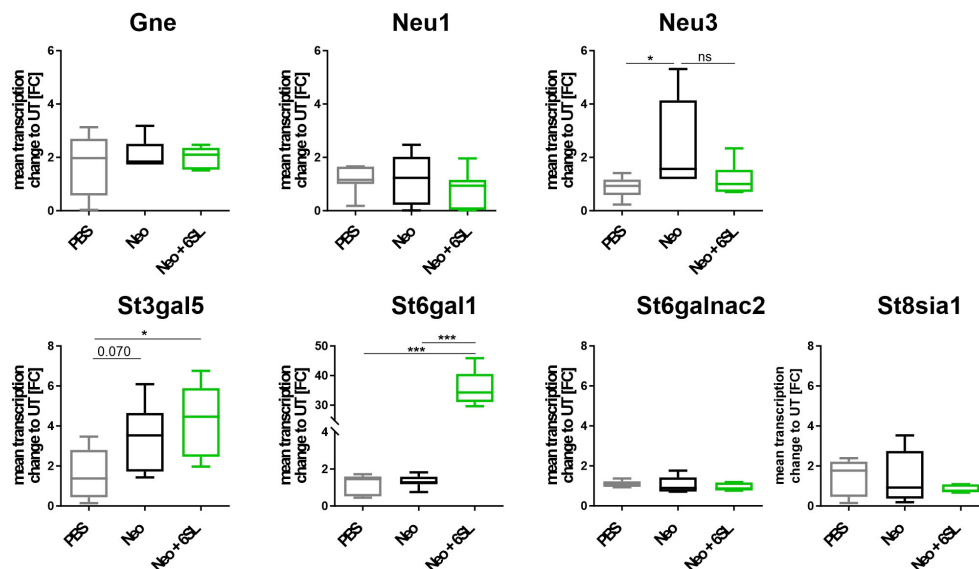 Gne
Neu1
Neu3
mean transcription
change to UT [FC]
6
4
2
0
PBS
Neo
Neo + 6SL
mean transcription
change to UT [FC]
6
4
2
0
PBS
Neo
Neo + 6SL
mean transcription
change to UT [FC]
6
4
2
0
*
ns
PBS
Neo
Neo + 6SL
St3gal5
St6gal1
St6galnac2
St8sia1
mean transcription
change to UT [FC]
8
6
4
2
0
*
0.070
PBS
Neo
Neo + 6SL
mean transcription
change to UT [FC]
50
40
30
4
2
0
***
***
PBS
Neo
Neo + 6SL
mean transcription
change to UT [FC]
8
6
4
2
0
PBS
Neo
Neo + 6SL
mean transcription
change to UT [FC]
8
6
4
2
0
PBS
Neo
Neo + 6SL